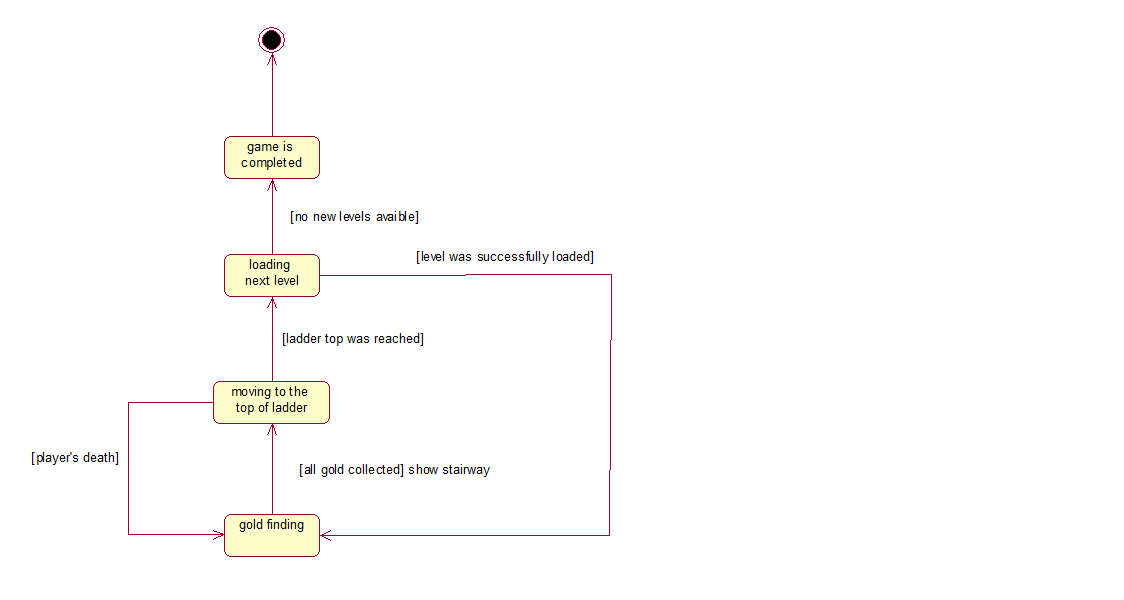 game is
completed
[no new levels avaible]
[level was successfully loaded]
loading
next level
[ladder top was reached]
moving to the
top of ladder
[player's death]
[all gold collected] show stairway
gold finding